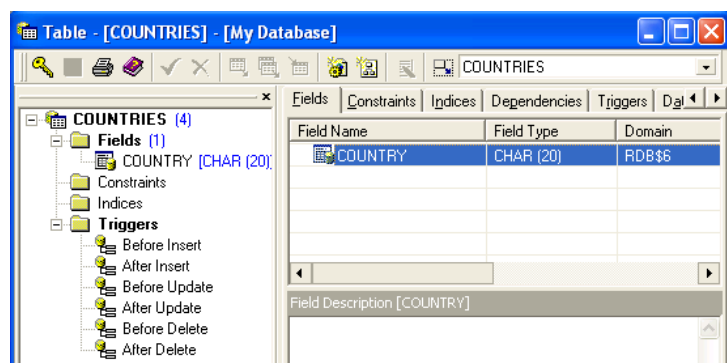 Table - [COUNTRIES] - [My Database]
COUNTRIES
COUNTRIES (4)
Fields (1)
COUNTRY [CHAR (20)]
Constraints
Indices
Triggers
Before Insert
After Insert
Before Update
After Update
Before Delete
After Delete
Fields Constraints Indices Dependencies Triggers Dat
Field Name Field Type Domain
COUNTRY CHAR (20) RDB$6
Field Description [COUNTRY]